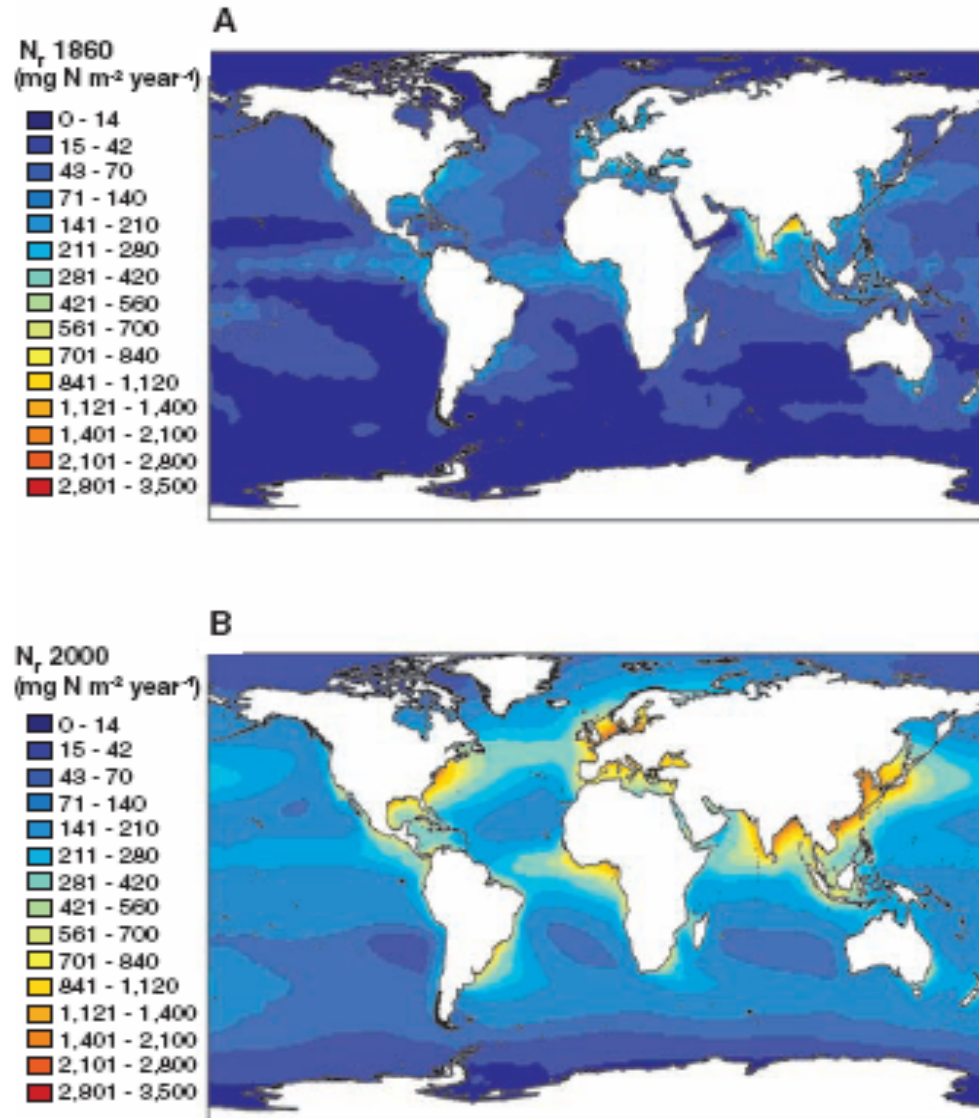 A
Nr 1860
(mg N m⁻² year⁻¹)
0 - 14
15 - 42
43 - 70
71 - 140
141 - 210
211 - 280
281 - 420
421 - 560
561 - 700
701 - 840
841 - 1,120
1,121 - 1,400
1,401 - 2,100
2,101 - 2,800
2,801 - 3,500
B
Nr 2000
(mg N m⁻² year⁻¹)
0 - 14
15 - 42
43 - 70
71 - 140
141 - 210
211 - 280
281 - 420
421 - 560
561 - 700
701 - 840
841 - 1,120
1,121 - 1,400
1,401 - 2,100
2,101 - 2,800
2,801 - 3,500